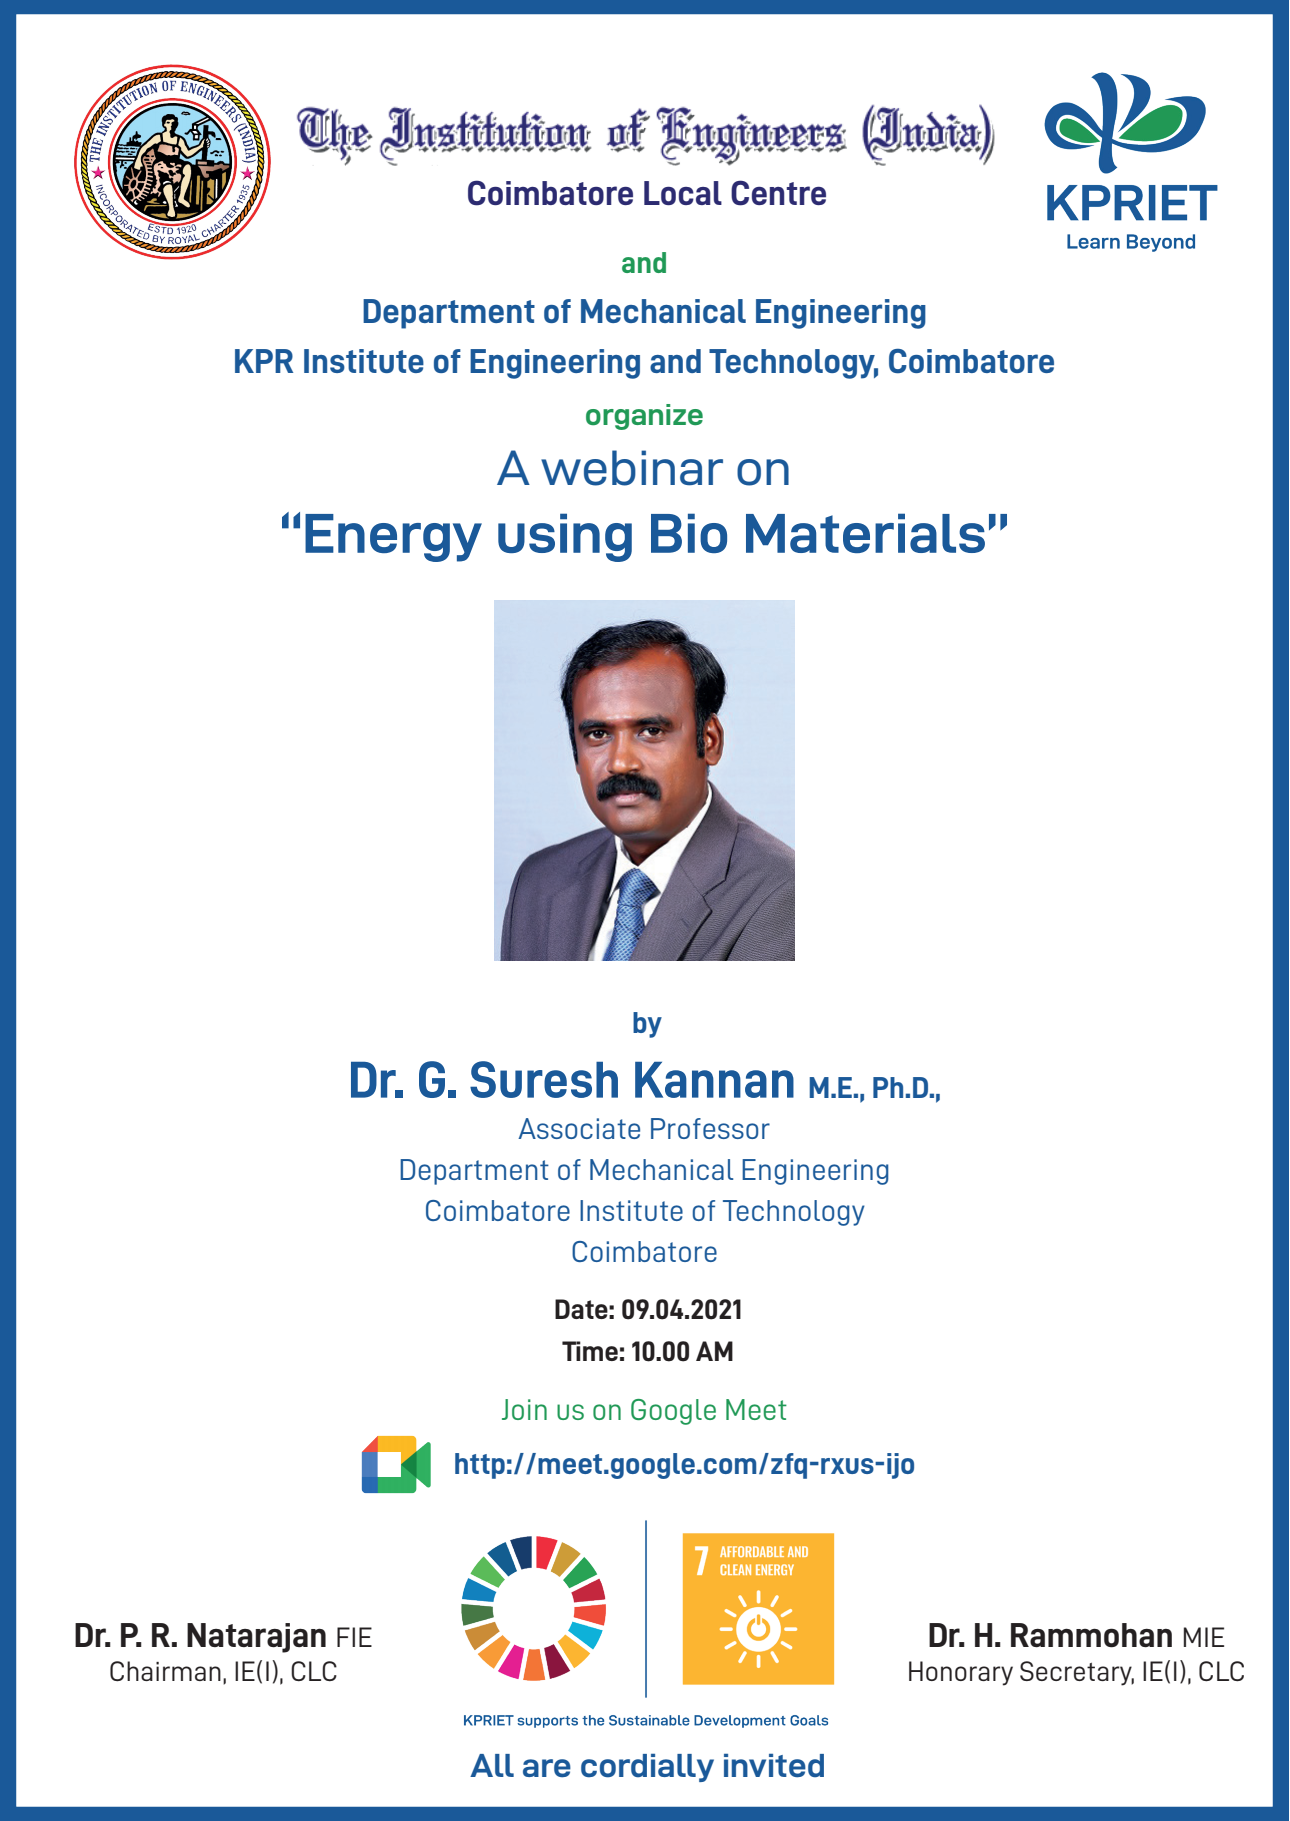 THE INSTITUTION OF ENGINEERS (INDIA)
INCORPORATED BY ROYAL CHARTER 1935
ESTD 1920
The Institution of Engineers (India)
Coimbatore Local Centre
KPRIET
Learn Beyond
and
Department of Mechanical Engineering
KPR Institute of Engineering and Technology, Coimbatore
organize
A webinar on
“Energy using Bio Materials”
by
Dr. G. Suresh Kannan M.E., Ph.D.,
Associate Professor
Department of Mechanical Engineering
Coimbatore Institute of Technology
Coimbatore
Date: 09.04.2021
Time: 10.00 AM
Join us on Google Meet
http://meet.google.com/zfq-rxus-ijo
7 AFFORDABLE AND
CLEAN ENERGY
Dr. P. R. Natarajan FIE
Chairman, IE(I), CLC
Dr. H. Rammohan MIE
Honorary Secretary, IE(I), CLC
KPRIET supports the Sustainable Development Goals
All are cordially invited